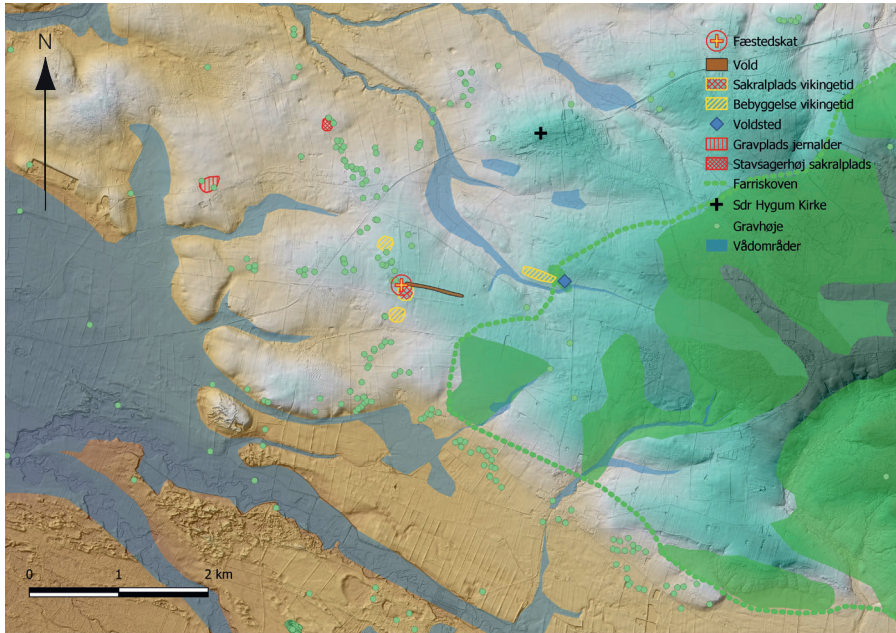 N
Fæstedskat
Vold
Sakralplads vikingetid
Bebyggelse vikingetid
Voldsted
Gravplads jernalder
Stavsagerhøj sakralplads
Farriskoven
Sdr Hygum Kirke
Gravhøje
Vådområder
0 1 2 km